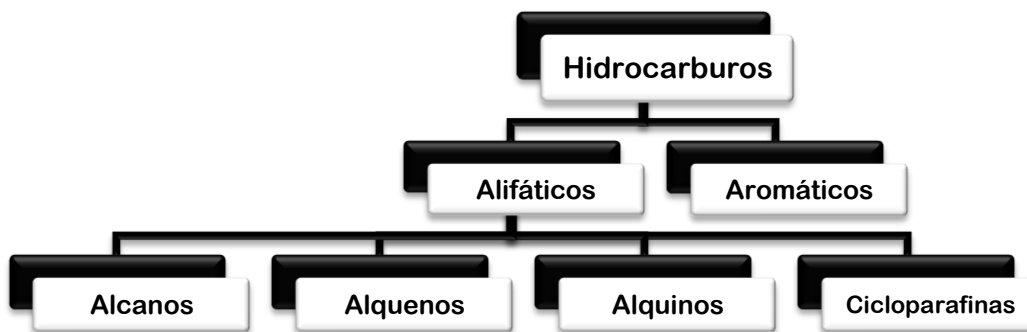 Hidrocarburos
Alifáticos
Aromáticos
Alcanos
Alquenos
Alquinos
Cicloparafinas